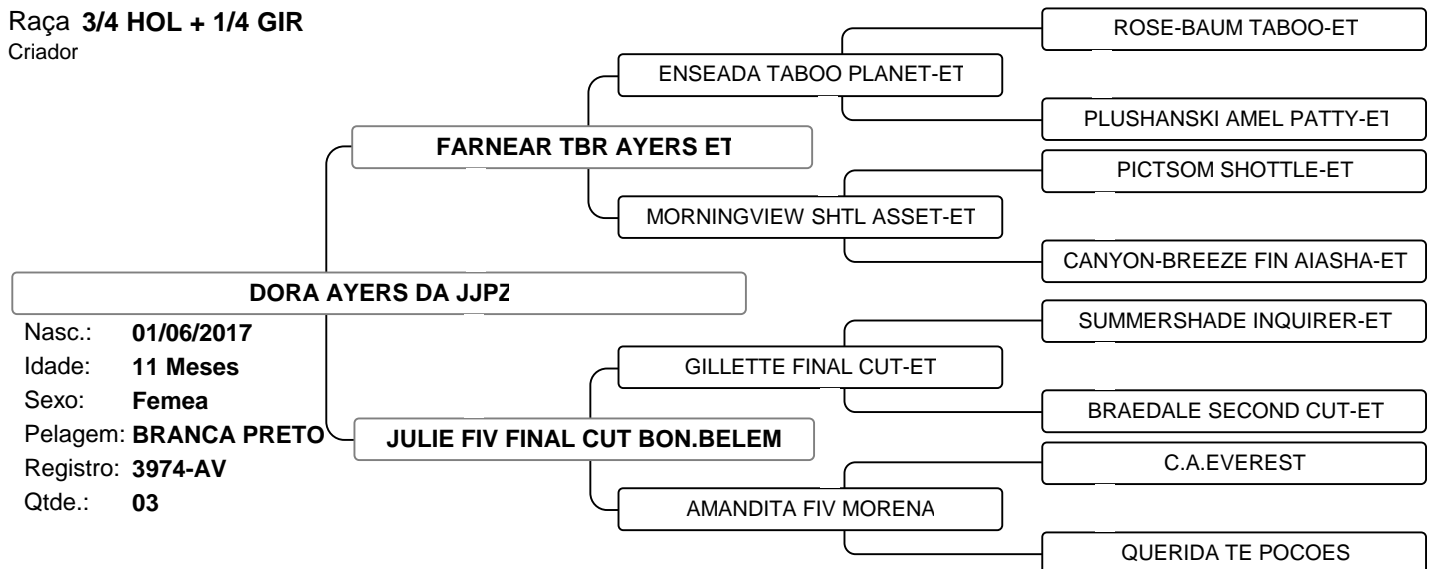 Raça 3/4 HOL + 1/4 GIR
Criador
ROSE-BAUM TABOO-ET
ENSEADA TABOO PLANET-ET
PLUSHANSKI AMEL PATTY-ET
FARNEAR TBR AYERS ET
PICTSOM SHOTTLE-ET
MORNINGVIEW SHTL ASSET-ET
CANYON-BREEZE FIN AIASHA-ET
DORA AYERS DA JJPZ
Nasc.: 01/06/2017
Idade: 11 Meses
Sexo: Femea
Pelagem: BRANCA PRETO
Registro: 3974-AV
Qtde.: 03
SUMMERSHADE INQUIRER-ET
GILLETTE FINAL CUT-ET
BRAEDALE SECOND CUT-ET
JULIE FIV FINAL CUT BON.BELEM
C.A.EVEREST
AMANDITA FIV MORENA
QUERIDA TE POCOES